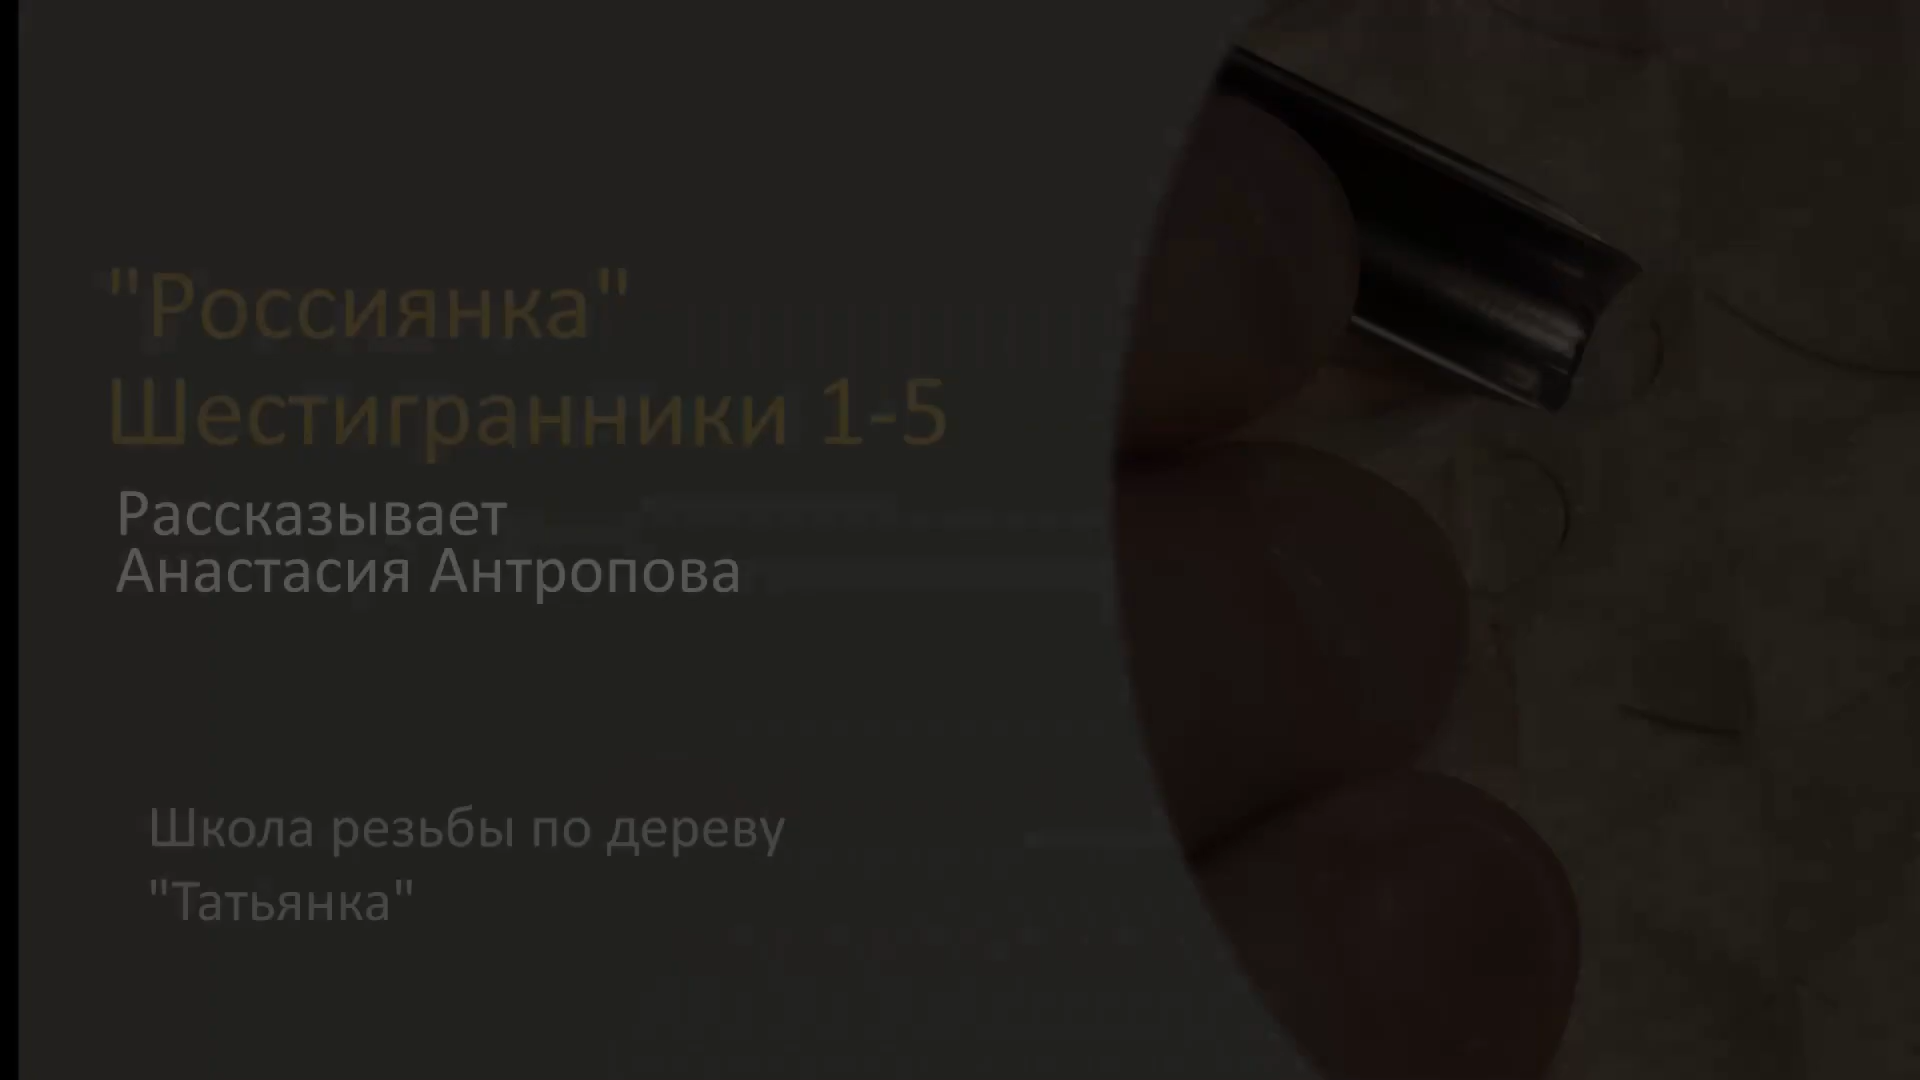 "Россиянка"
Шестигранники 1-5
Рассказывает
Анастасия Антропова
Школа резьбы по дереву
"Татьянка"